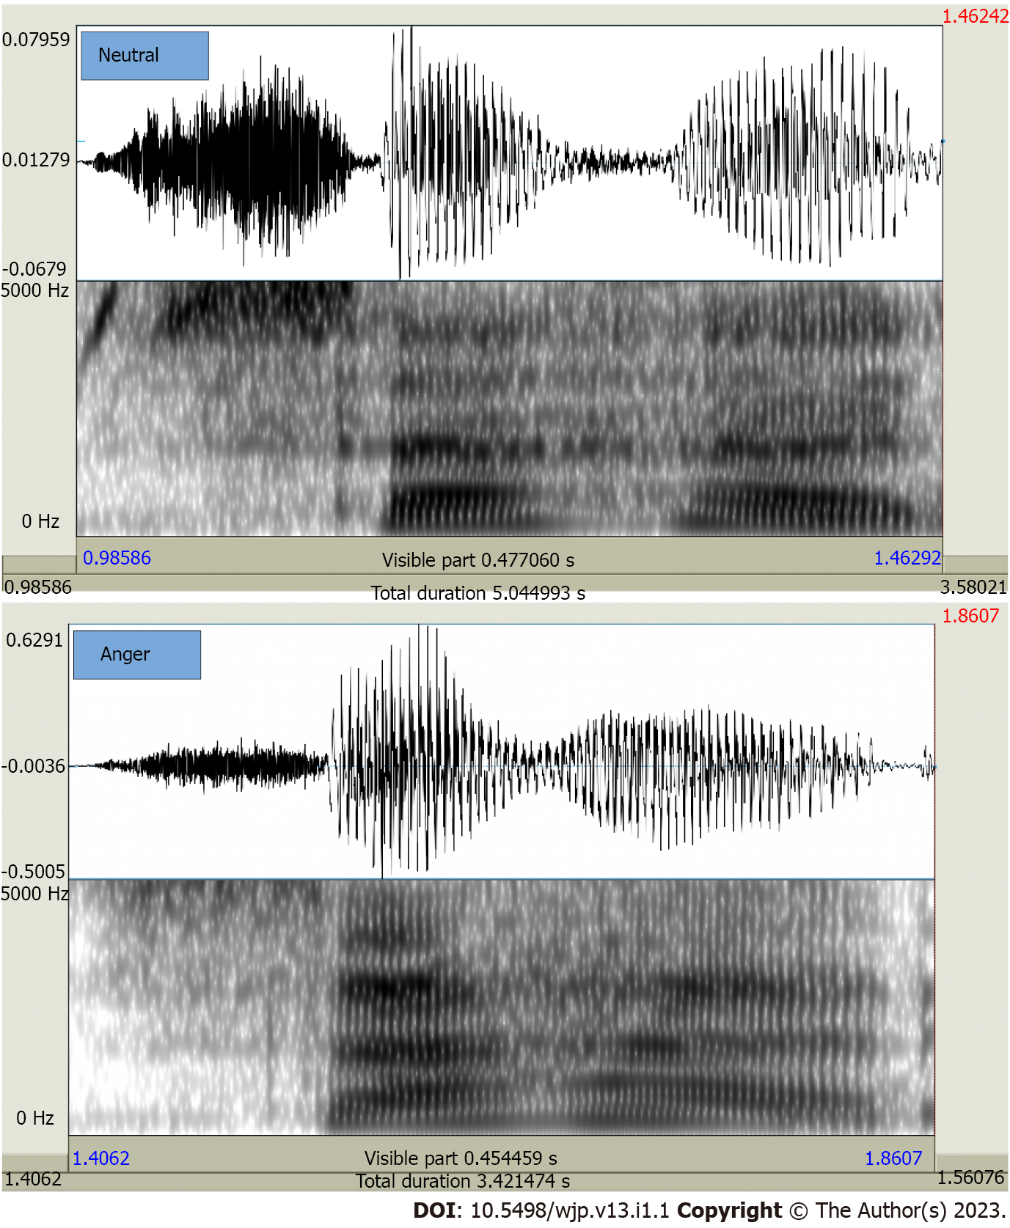 1.46242
0.07959
Neutral
0.01279
-0.0679
5000 Hz
0 Hz
0.98586 Visible part 0.477060 s 1.46292
0.98586 Total duration 5.044993 s 3.58021
1.8607
0.6291
Anger
-0.0036
-0.5005
5000 Hz
0 Hz
1.4062 Visible part 0.454459 s 1.8607
1.4062 Total duration 3.421474 s 1.56076
DOI: 10.5498/wjp.v13.i1.1 Copyright © The Author(s) 2023.